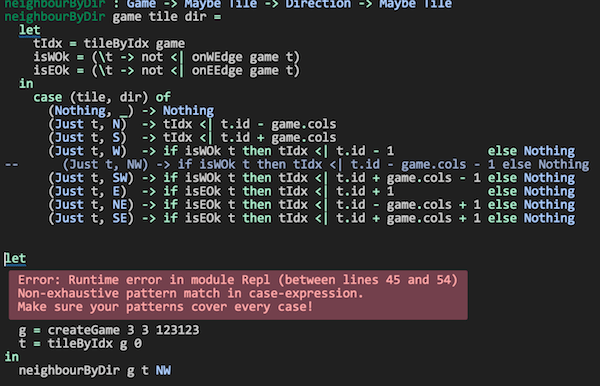 neighbourByDir : Game -> Maybe Tile -> Direction -> Maybe Tile
neighbourByDir game tile dir =
  let
    tIdx = tileByIdx game
    isWOk = (\t -> not <| onWEdge game t)
    isEOk = (\t -> not <| onEEdge game t)
  in
    case (tile, dir) of
      (Nothing, _) -> Nothing
      (Just t, N)  -> tIdx <| t.id - game.cols
      (Just t, S)  -> tIdx <| t.id + game.cols
      (Just t, W)  -> if isWOk t then tIdx <| t.id - 1             else Nothing
--      (Just t, NW) -> if isWOk t then tIdx <| t.id - game.cols - 1 else Nothing
      (Just t, SW) -> if isWOk t then tIdx <| t.id + game.cols - 1 else Nothing
      (Just t, E)  -> if isEOk t then tIdx <| t.id + 1             else Nothing
      (Just t, NE) -> if isEOk t then tIdx <| t.id - game.cols + 1 else Nothing
      (Just t, SE) -> if isEOk t then tIdx <| t.id + game.cols + 1 else Nothing
let
Error: Runtime error in module Repl (between lines 45 and 54)
Non-exhaustive pattern match in case-expression.
Make sure your patterns cover every case!
  g = createGame 3 3 123123
  t = tileByIdx g 0
in
  neighbourByDir g t NW